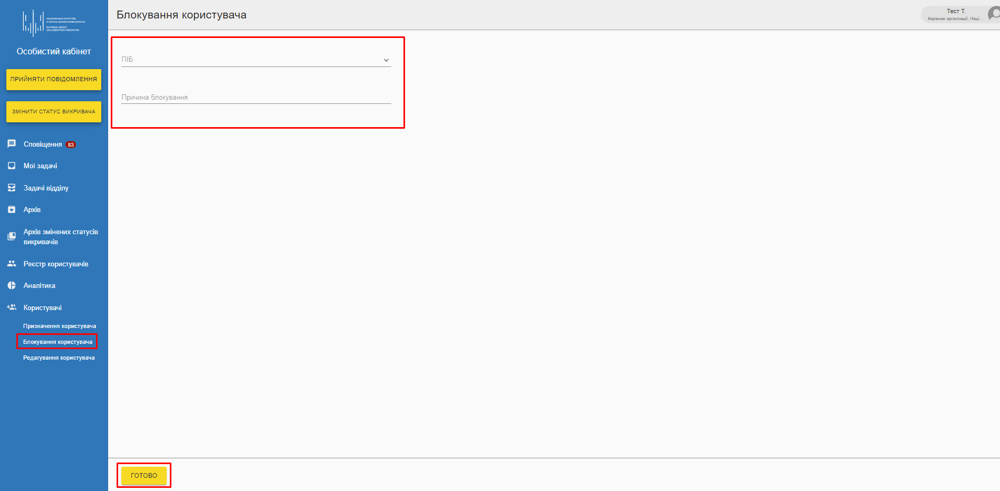 НАЦІОНАЛЬНЕ АГЕНТСТВО
З ПИТАНЬ ЗАПОБІГАННЯ КОРУПЦІЇ
NATIONAL AGENCY
ON CORRUPTION PREVENTION
Особистий кабінет
ПРИЙНЯТИ ПОВІДОМЛЕННЯ
ЗМІНИТИ СТАТУС ВИКРИВАЧА
Сповіщення 83
Мої задачі
Задачі відділу
Архів
Архів змінених статусів
викривачів
Реєстр користувачів
Аналітика
Користувачі
Призначення користувача
Блокування користувача
Редагування користувача
Блокування користувача
Тест Т.
Керівник організації, Наці...
ПІБ
Причина блокування
ГОТОВО